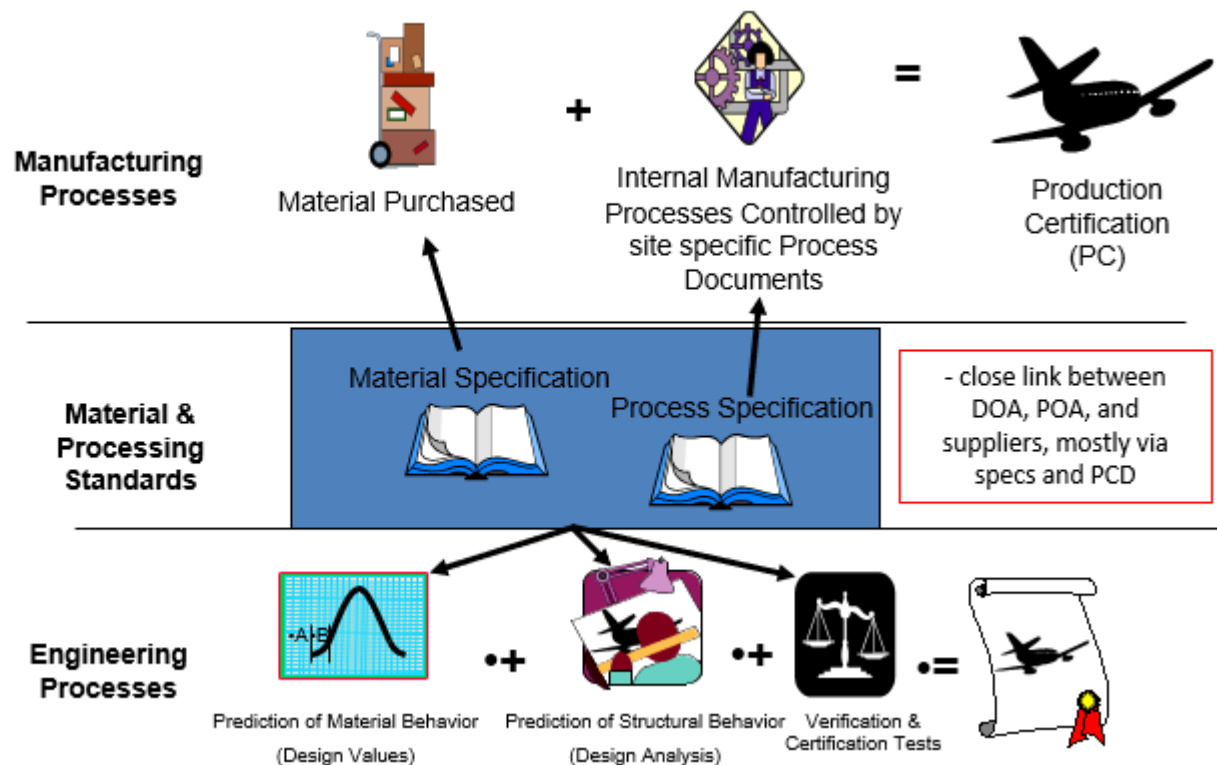 +
=
Manufacturing
Processes
Material Purchased
Internal Manufacturing
Processes Controlled by
site specific Process
Documents
Production
Certification
(PC)
Material &
Processing
Standards
Material Specification
Process Specification
- close link between
DOA, POA, and
suppliers, mostly via
specs and PCD
Engineering
Processes
•A•B
•+
•+
•=
Prediction of Material Behavior
(Design Values)
Prediction of Structural Behavior
(Design Analysis)
Verification &
Certification Tests